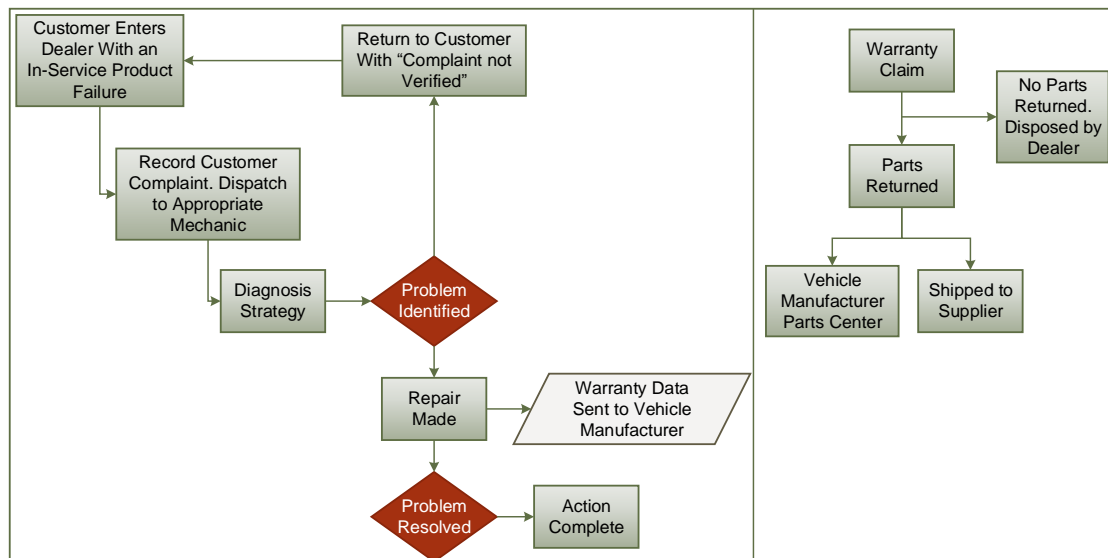 Customer Enters
Dealer With an
In-Service Product
Failure
Return to Customer
With “Complaint not
Verified”
Record Customer
Complaint. Dispatch
to Appropriate
Mechanic
Diagnosis
Strategy
Problem
Identified
Repair
Made
Warranty Data
Sent to Vehicle
Manufacturer
Problem
Resolved
Action
Complete
Warranty
Claim
No Parts
Returned.
Disposed by
Dealer
Parts
Returned
Vehicle
Manufacturer
Parts Center
Shipped to
Supplier